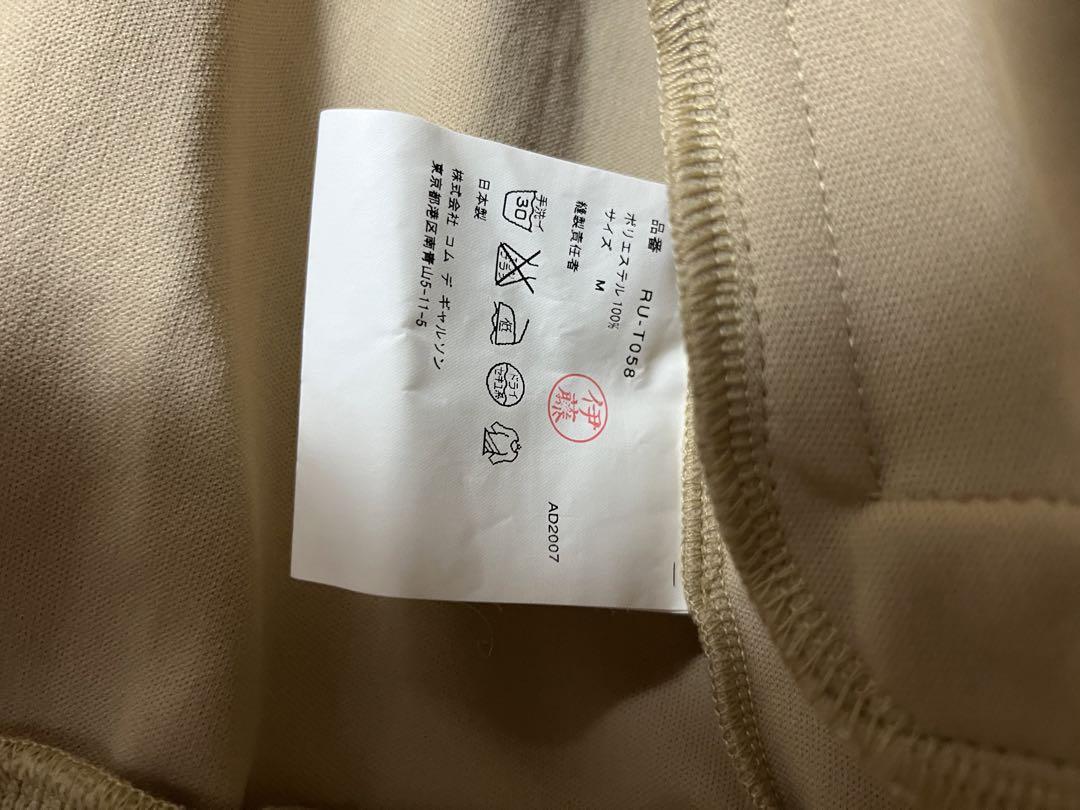 品番 RU-T058
ポリエステル 100%
サイズ M
縫製責任者 伊藤
手洗イ
30
エンソサラシ
低
ドライ
セキユ系
日本製
株式会社 コム デ ギャルソン
東京都港区南青山5-11-5
AD2007